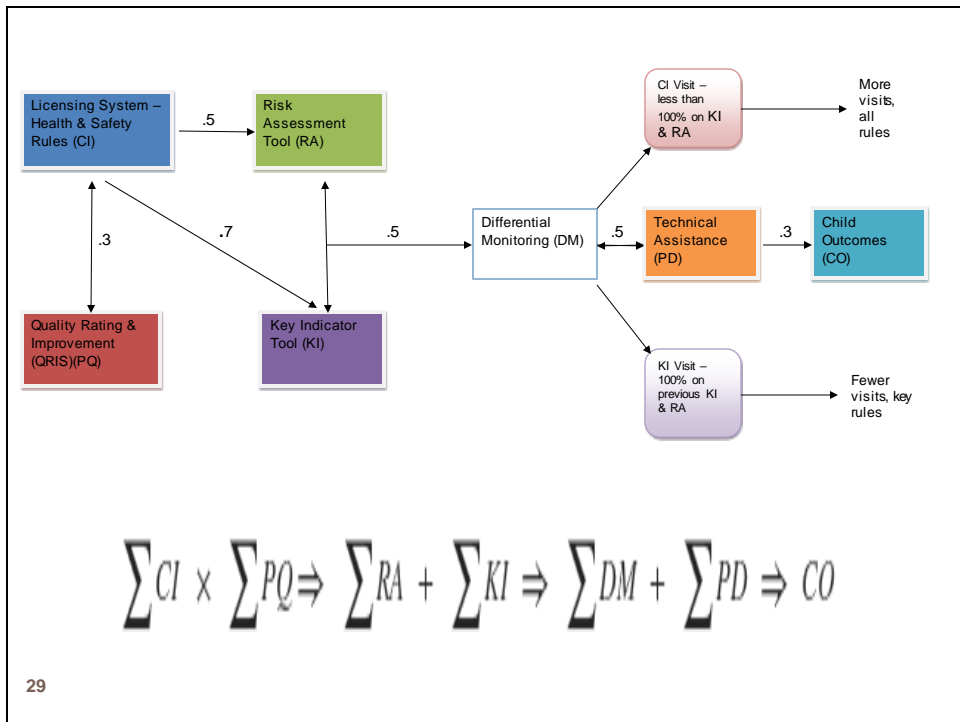 Licensing System –
Health & Safety
Rules (CI)
.5
Risk
Assessment
Tool (RA)
CI Visit –
less than
100% on KI
& RA
More
visits,
all
rules
.3
.7
.5
Differential
Monitoring (DM)
.5
Technical
Assistance
(PD)
.3
Child
Outcomes
(CO)
Quality Rating &
Improvement
(QRIS)(PQ)
Key Indicator
Tool (KI)
KI Visit –
100% on
previous KI
& RA
Fewer
visits, key
rules
∑CI × ∑PQ⇒ ∑RA + ∑KI ⇒ ∑DM + ∑PD ⇒ CO
29